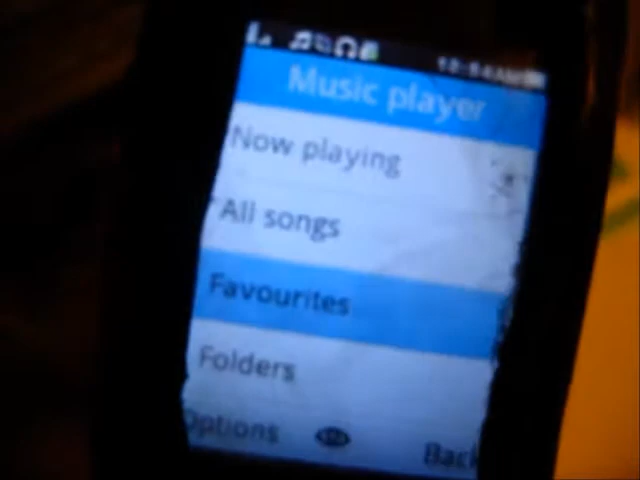 Music player
Now playing
All songs
Favourites
Folders
Options
Back